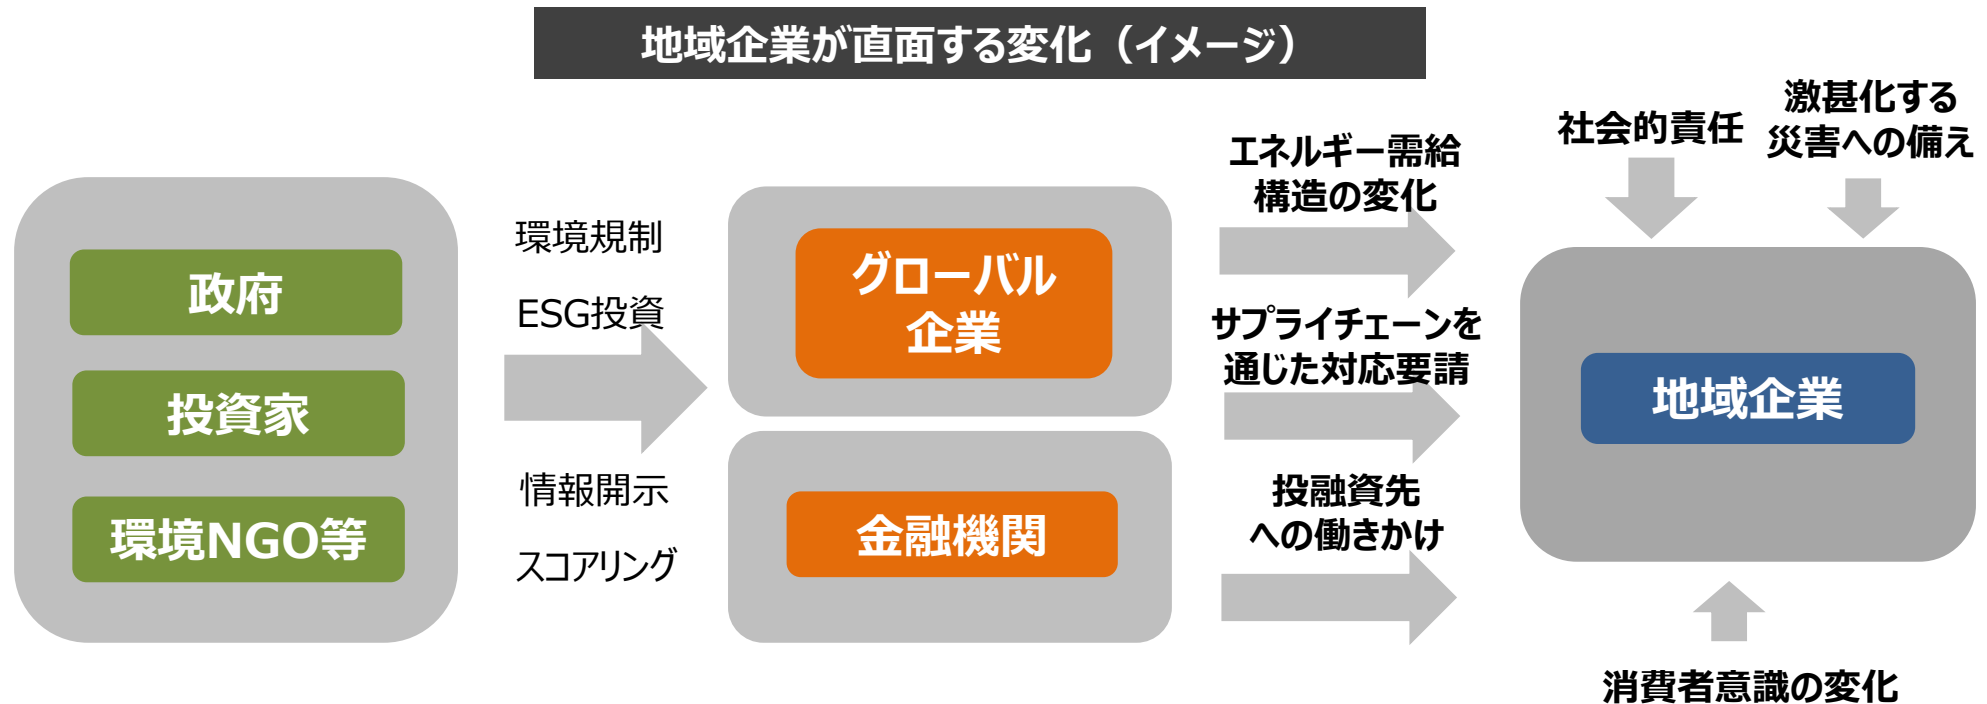 地域企業が直面する変化（イメージ）
政府
投資家
環境NGO等
環境規制
ESG投資
情報開示
スコアリング
グローバル
企業
金融機関
エネルギー需給
構造の変化
サプライチェーンを
通じた対応要請
投融資先
への働きかけ
社会的責任
激甚化する
災害への備え
地域企業
消費者意識の変化